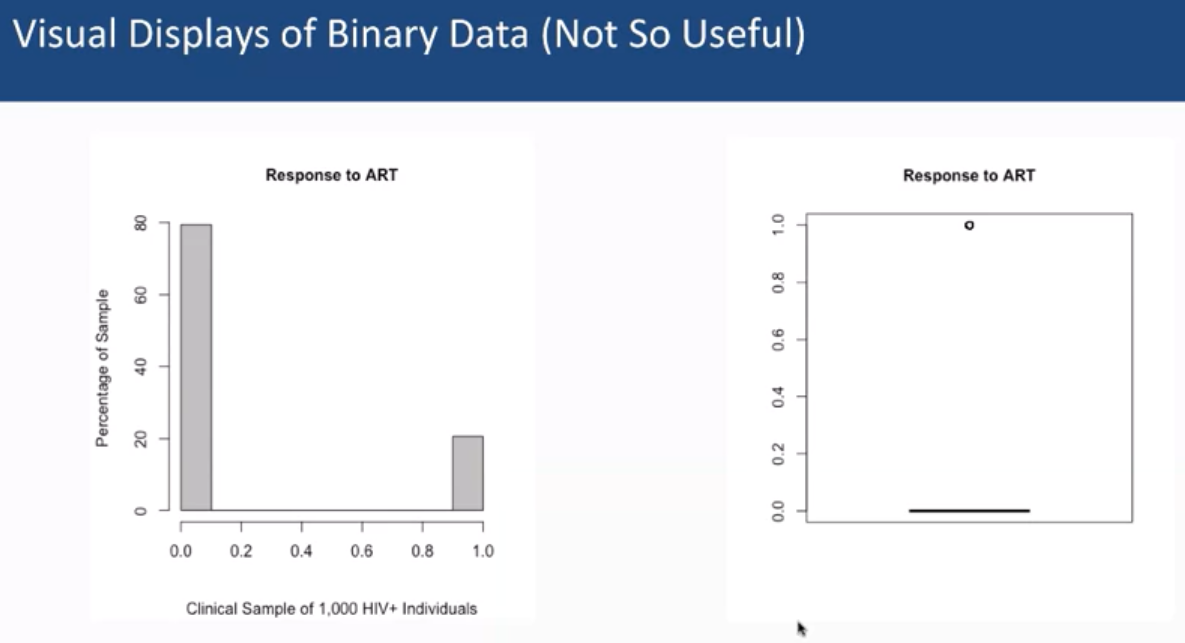 Visual Displays of Binary Data (Not So Useful)
Response to ART
80
60
40
20
0
Percentage of Sample
0.0 0.2 0.4 0.6 0.8 1.0
Clinical Sample of 1,000 HIV+ Individuals
Response to ART
1.0
0.8
0.6
0.4
0.2
0.0